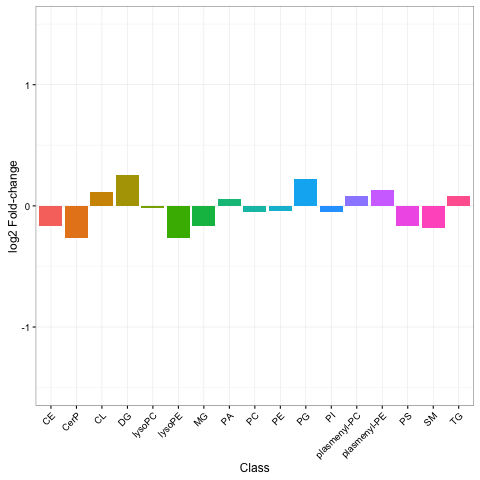 log2 Fold-change
1
0
-1
CE
CerP
CL
DG
lysoPC
lysoPE
MG
PA
PC
PE
PG
PI
plasmenyl-PC
plasmenyl-PE
PS
SM
TG
Class